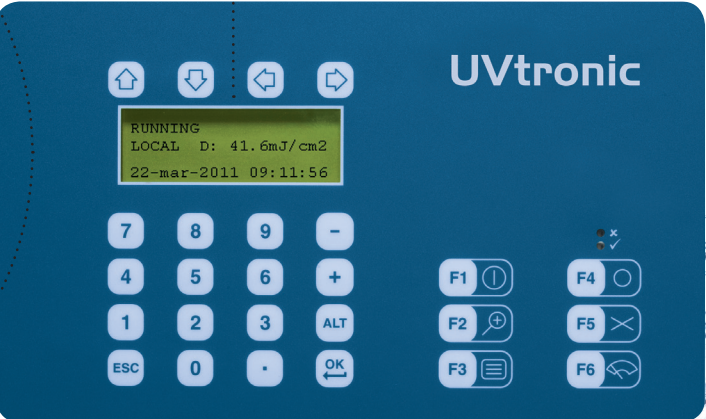 UVtronic
RUNNING
LOCAL D: 41.6mJ/cm2
22-mar-2011 09:11:56
7 8 9 -
4 5 6 +
1 2 3 ALT
ESC 0 . OK
F1 F4
F2 F5
F3 F6